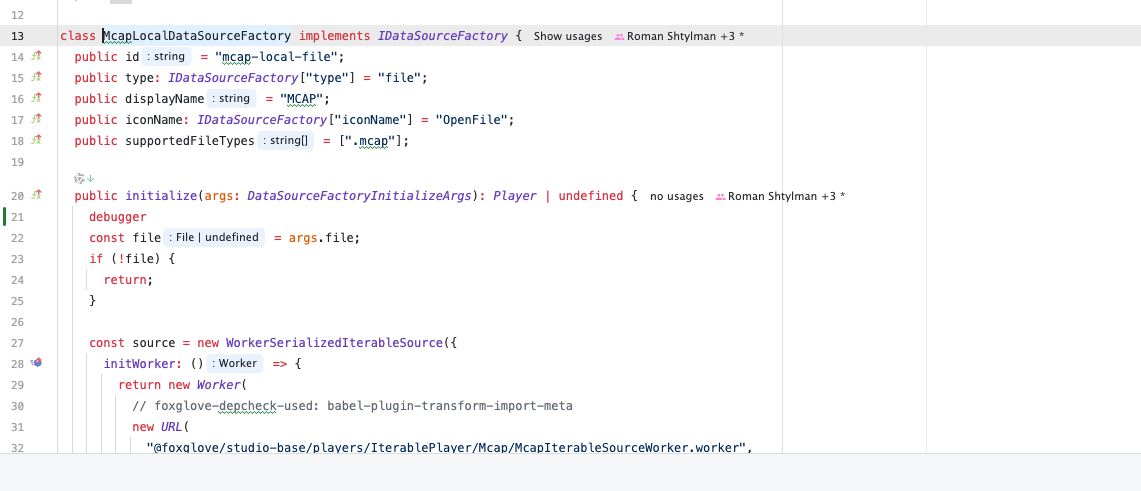 12
13 class McapLocalDataSourceFactory implements IDataSourceFactory { Show usages Roman Shtylman +3 *
14 public id : string = "mcap-local-file";
15 public type: IDataSourceFactory["type"] = "file";
16 public displayName : string = "MCAP";
17 public iconName: IDataSourceFactory["iconName"] = "OpenFile";
18 public supportedFileTypes : string[] = [".mcap"];
19
20 public initialize(args: DataSourceFactoryInitializeArgs): Player | undefined { no usages Roman Shtylman +3 *
21 debugger
22 const file : File | undefined = args.file;
23 if (!file) {
24 return;
25 }
26
27 const source = new WorkerSerializedIterableSource({
28 initWorker: () : Worker => {
29 return new Worker(
30 // foxglove-depcheck-used: babel-plugin-transform-import-meta
31 new URL(
32 "@foxglove/studio-base/players/IterablePlayer/Mcap/McapIterableSourceWorker.worker",